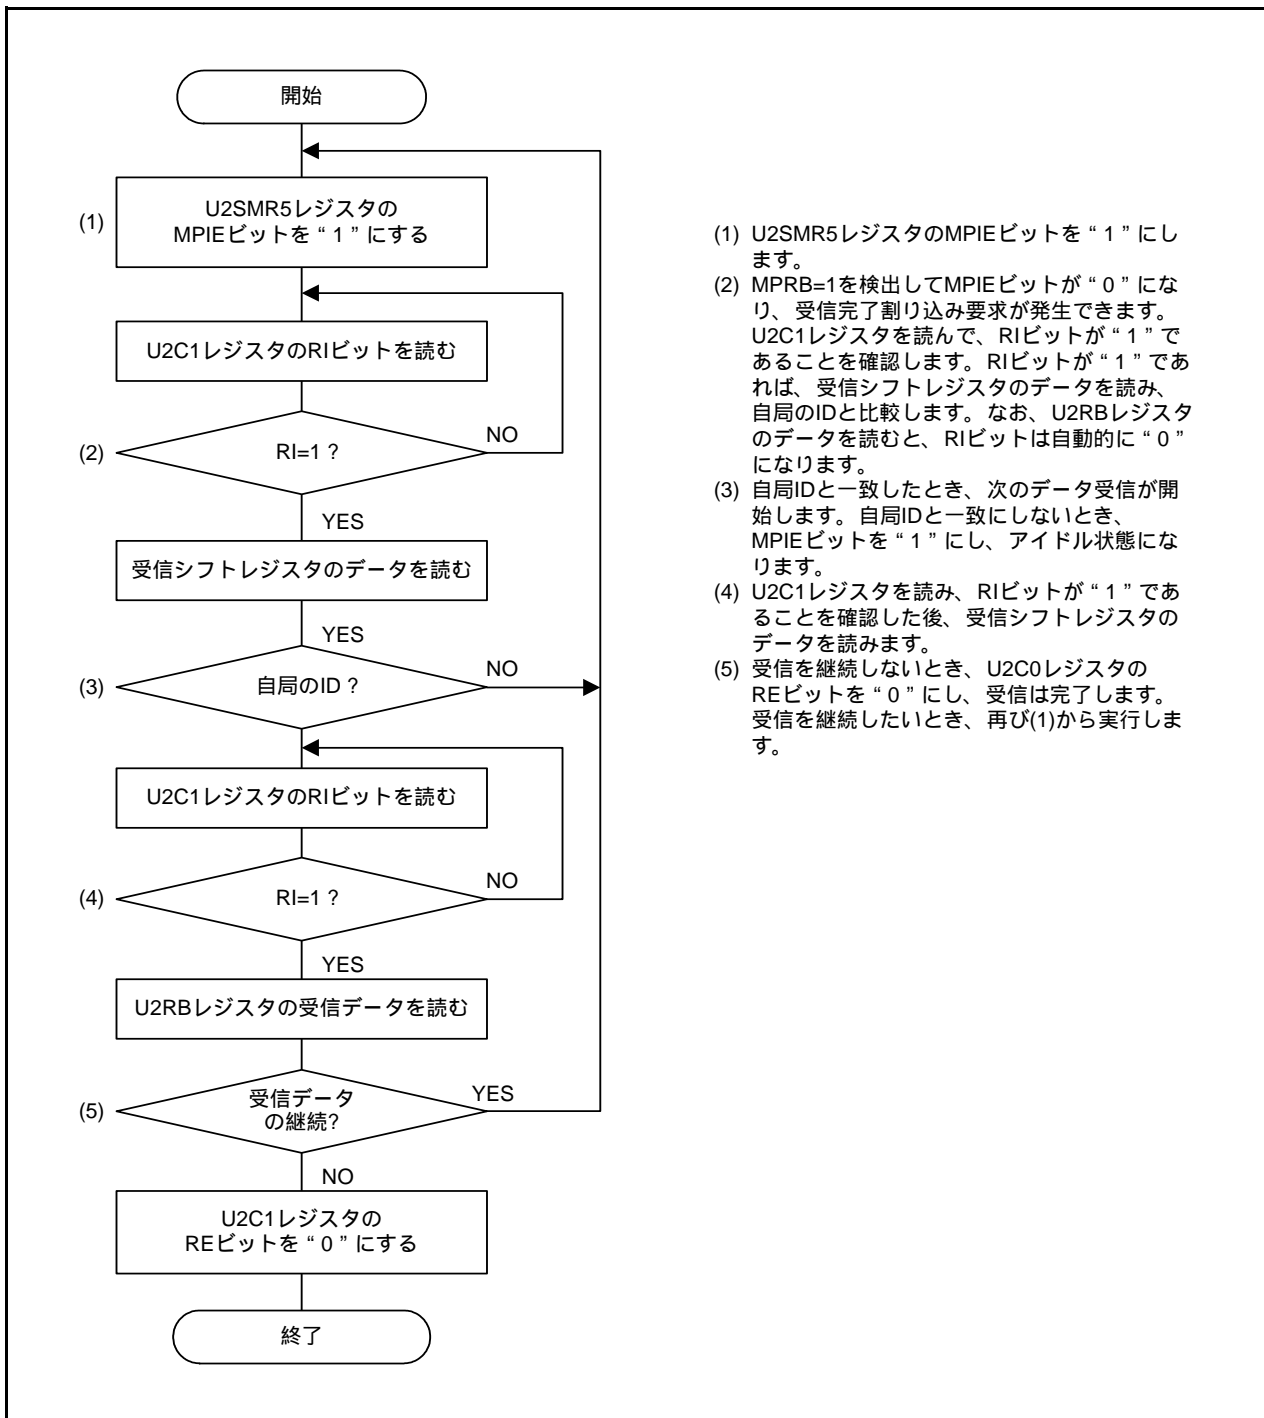 開始
(1)
U2SMR5レジスタの
MPIEビットを“1”にする
U2C1レジスタのRIビットを読む
(2)
RI=1 ?
NO
YES
受信シフトレジスタのデータを読む
YES
(3)
自局のID ?
NO
U2C1レジスタのRIビットを読む
(4)
RI=1 ?
NO
YES
U2RBレジスタの受信データを読む
(5)
受信データ
の継続?
YES
NO
U2C1レジスタの
REビットを“0”にする
終了
(1) U2SMR5レジスタのMPIEビットを“1”にし
ます。
(2) MPRB=1を検出してMPIEビットが“0”にな
り、受信完了割り込み要求が発生できます。
U2C1レジスタを読んで、RIビットが“1”で
あることを確認します。RIビットが“1”であ
れば、受信シフトレジスタのデータを読み、
自局のIDと比較します。なお、U2RBレジスタ
のデータを読むと、RIビットは自動的に“0”
になります。
(3) 自局IDと一致したとき、次のデータ受信が開
始します。自局IDと一致にしないとき、
MPIEビットを“1”にし、アイドル状態にな
ります。
(4) U2C1レジスタを読み、RIビットが“1”であ
ることを確認した後、受信シフトレジスタの
データを読みます。
(5) 受信を継続しないとき、U2C0レジスタの
REビットを“0”にし、受信は完了します。
受信を継続したいとき、再び(1)から実行しま
す。